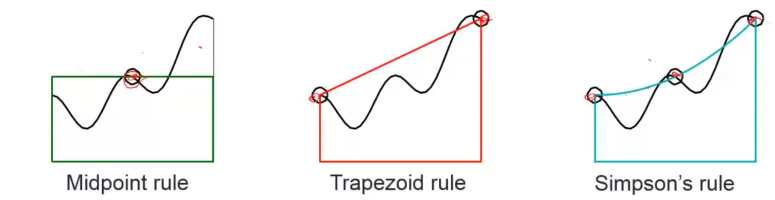 Midpoint rule
Trapezoid rule
Simpson's rule